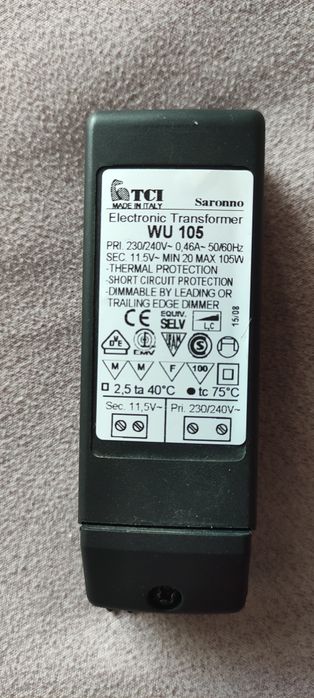 TCI
MADE IN ITALY
Saronno
Electronic Transformer
WU 105
PRI. 230/240V~ 0,46A~ 50/60Hz
SEC. 11.5V~ MIN 20 MAX 105W
-THERMAL PROTECTION
-SHORT CIRCUIT PROTECTION
-DIMMABLE BY LEADING OR
TRAILING EDGE DIMMER
CE EQUIV. SELV L,C
15/08
EMV
M M F 100
2,5 ta 40°C tc 75°C
Sec. 11,5V~ Pri. 230/240V~